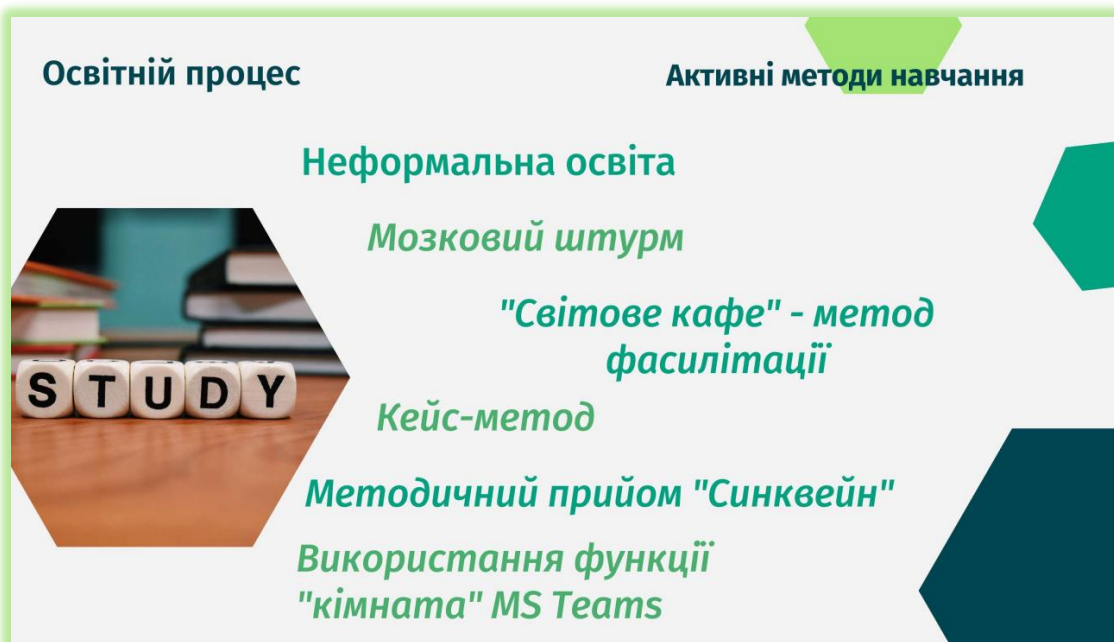 Освітній процес
Активні методи навчання
Неформальна освіта
Мозковий штурм
"Світове кафе" - метод
фасилітації
STUDY
Кейс-метод
Методичний прийом "Синквейн"
Використання функції
"кімната" MS Teams